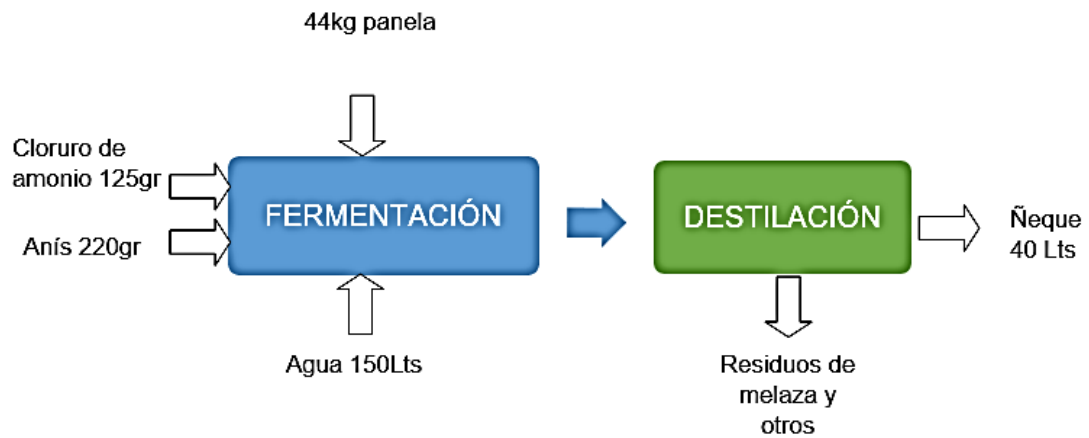 44kg panela
Cloruro de
amonio 125gr
FERMENTACIÓN
DESTILACIÓN
Anís 220gr
Ñeque
40 Lts
Agua 150Lts
Residuos de
melaza y
otros